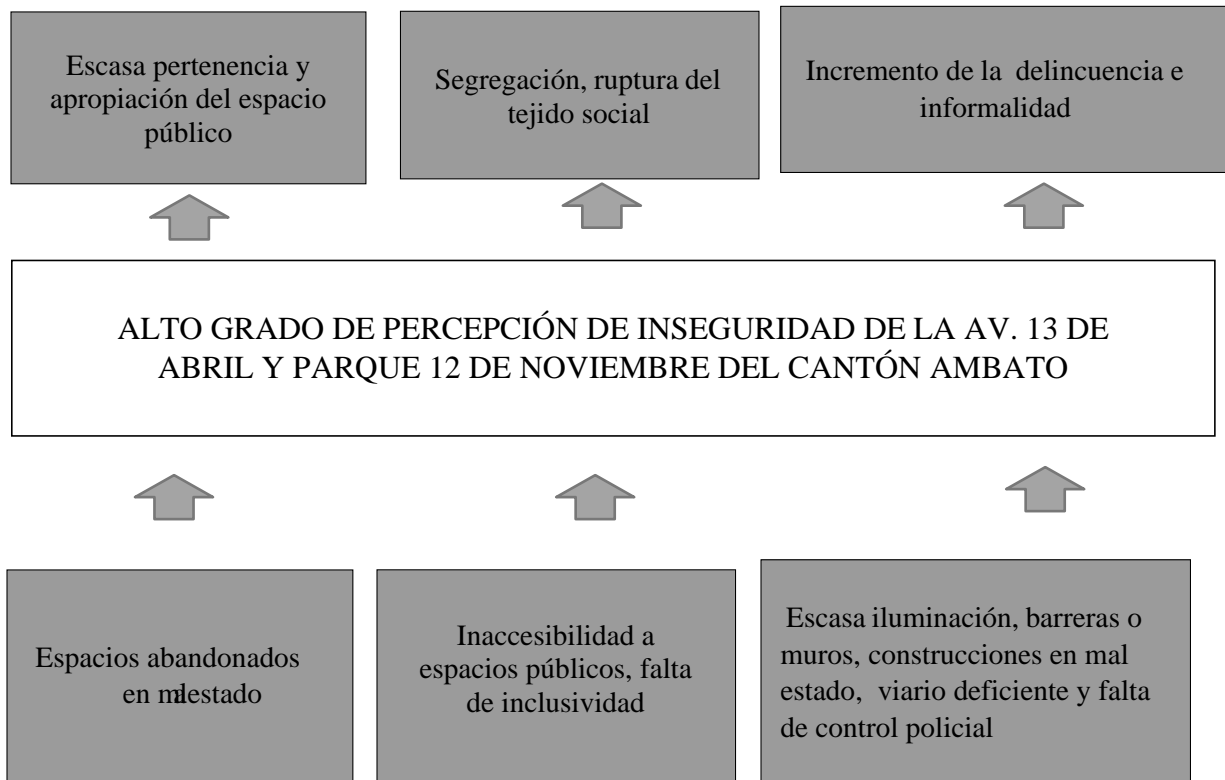 Escasa pertenencia y
apropiación del espacio
público
Segregación, ruptura del
tejido social
Incremento de la delincuencia e
informalidad
ALTO GRADO DE PERCEPCIÓN DE INSEGURIDAD DE LA AV. 13 DE
ABRIL Y PARQUE 12 DE NOVIEMBRE DEL CANTÓN AMBATO
Espacios abandonados
en mal estado
Inaccesibilidad a
espacios públicos, falta
de inclusividad
Escasa iluminación, barreras o
muros, construcciones en mal
estado, viario deficiente y falta
de control policial